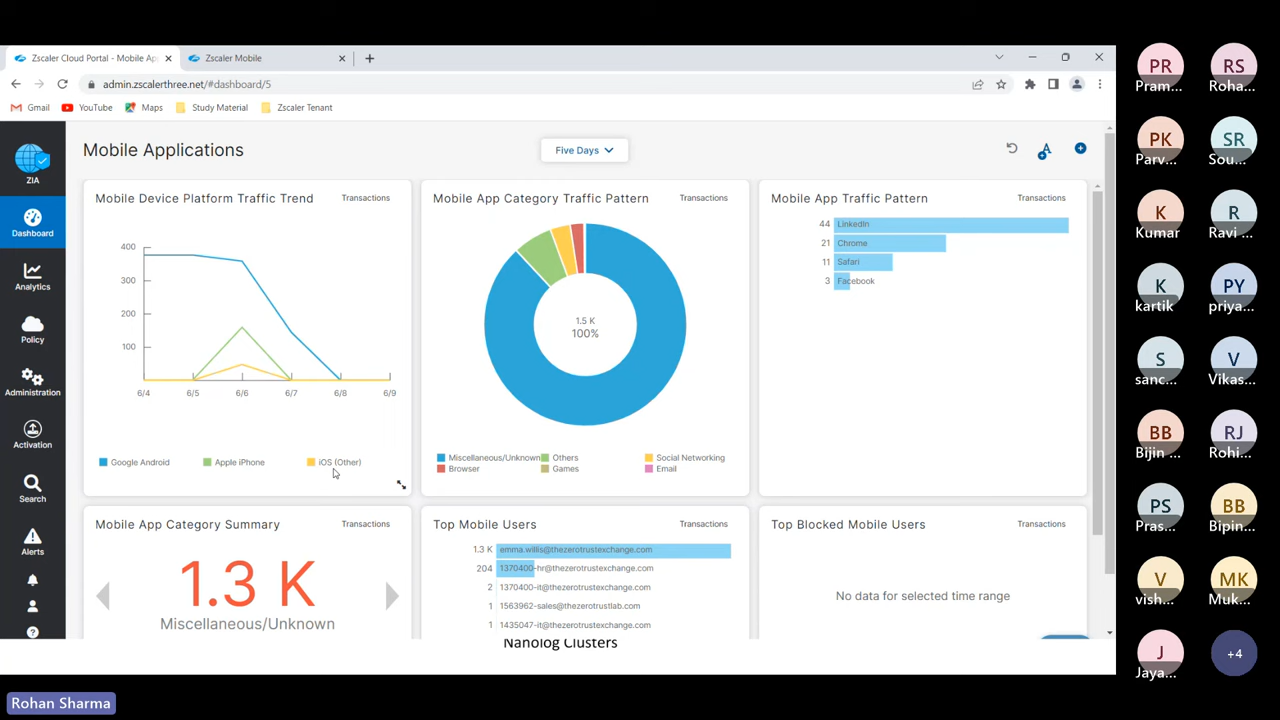 Zscaler Cloud Portal - Mobile Ap
Zscaler Mobile
admin.zscalerthree.net/#dashboard/5
Gmail
YouTube
Maps
Study Material
Zscaler Tenant
ZIA
Dashboard
Analytics
Policy
Administration
Activation
Search
Alerts
Mobile Applications
Five Days
Mobile Device Platform Traffic Trend
Transactions
400
300
200
100
6/4 6/5 6/6 6/7 6/8 6/9
Google Android
Apple iPhone
iOS (Other)
Mobile App Category Traffic Pattern
Transactions
1.5 K
100%
Miscellaneous/Unknown
Others
Social Networking
Browser
Games
Email
Mobile App Traffic Pattern
Transactions
44 LinkedIn
21 Chrome
11 Safari
3 Facebook
Mobile App Category Summary
Transactions
1.3 K
Miscellaneous/Unknown
Top Mobile Users
Transactions
1.3 K emma.willis@thezerotrustexchange.com
204 1370400-hr@thezerotrustexchange.com
2 1370400-it@thezerotrustexchange.com
1 1563962-sales@thezerotrustlab.com
1 1435047-it@thezerotrustexchange.com
Top Blocked Mobile Users
Transactions
No data for selected time range
Nanolog Clusters
PR
Pram...
RS
Roha...
PK
Parv...
SR
Sou...
K
Kumar
R
Ravi ...
K
kartik
PY
priya...
S
sanc...
V
Vikas...
BB
Bijin ...
RJ
Rohi...
PS
Pras...
BB
Bipin...
V
vish...
MK
Muk...
J
Jaya...
+4
Rohan Sharma